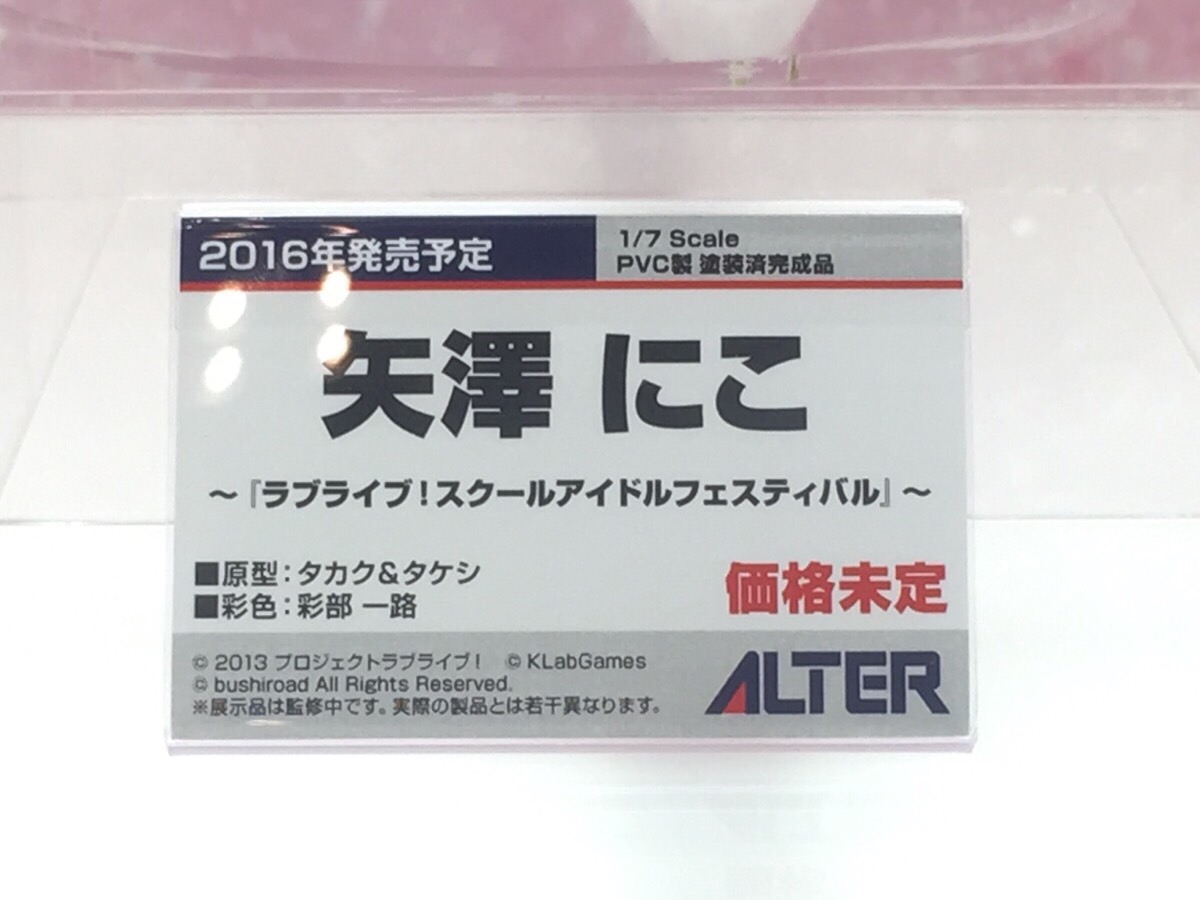 2016年発売予定
1/7 Scale
PVC製 塗装済完成品
矢澤 にこ
～『ラブライブ！スクールアイドルフェスティバル』～
■原型：タカク&タケシ
■彩色：彩部 一路
価格未定
© 2013 プロジェクトラブライブ！ © KLabGames
© bushiroad All Rights Reserved.
※展示品は監修中です。実際の製品とは若干異なります。
ALTER